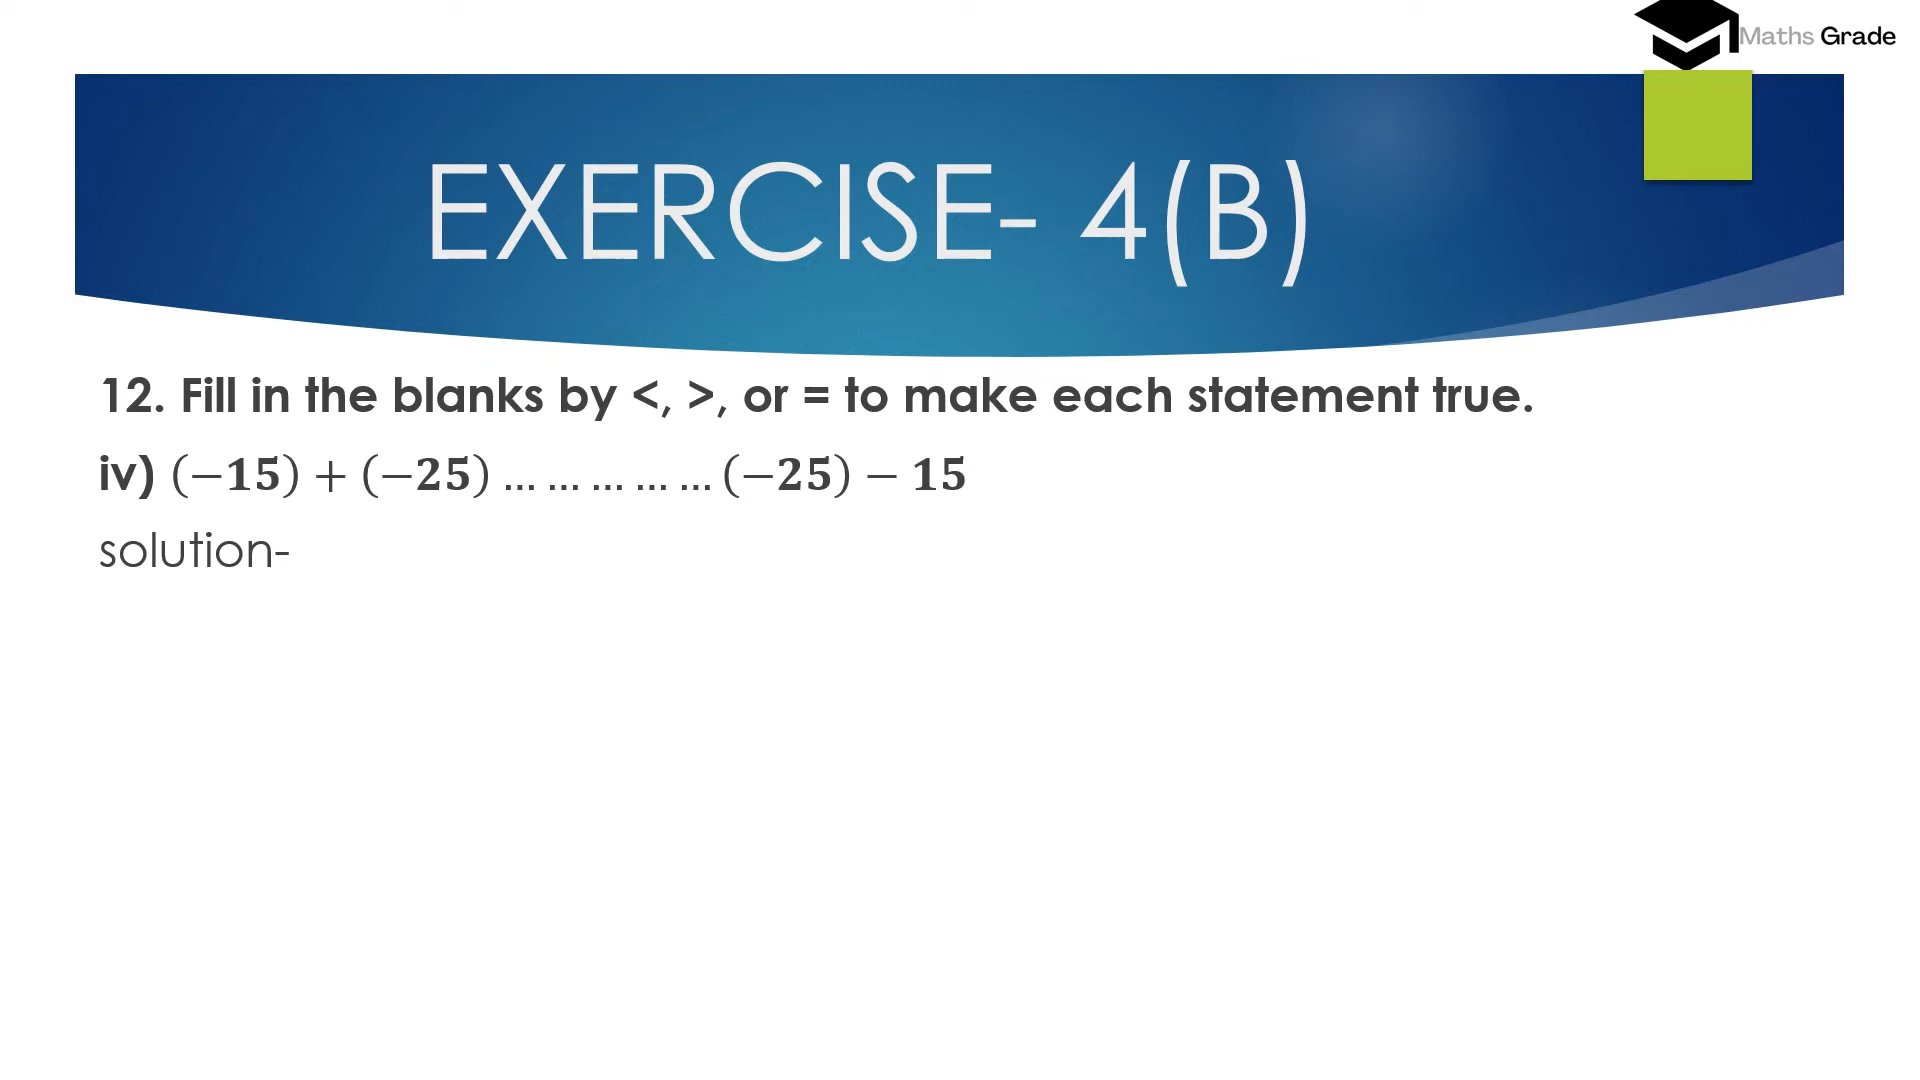 Maths Grade
EXERCISE- 4(B)
12. Fill in the blanks by <, >, or = to make each statement true.
iv) (−15) + (−25) … … … … … (−25) − 15
solution-